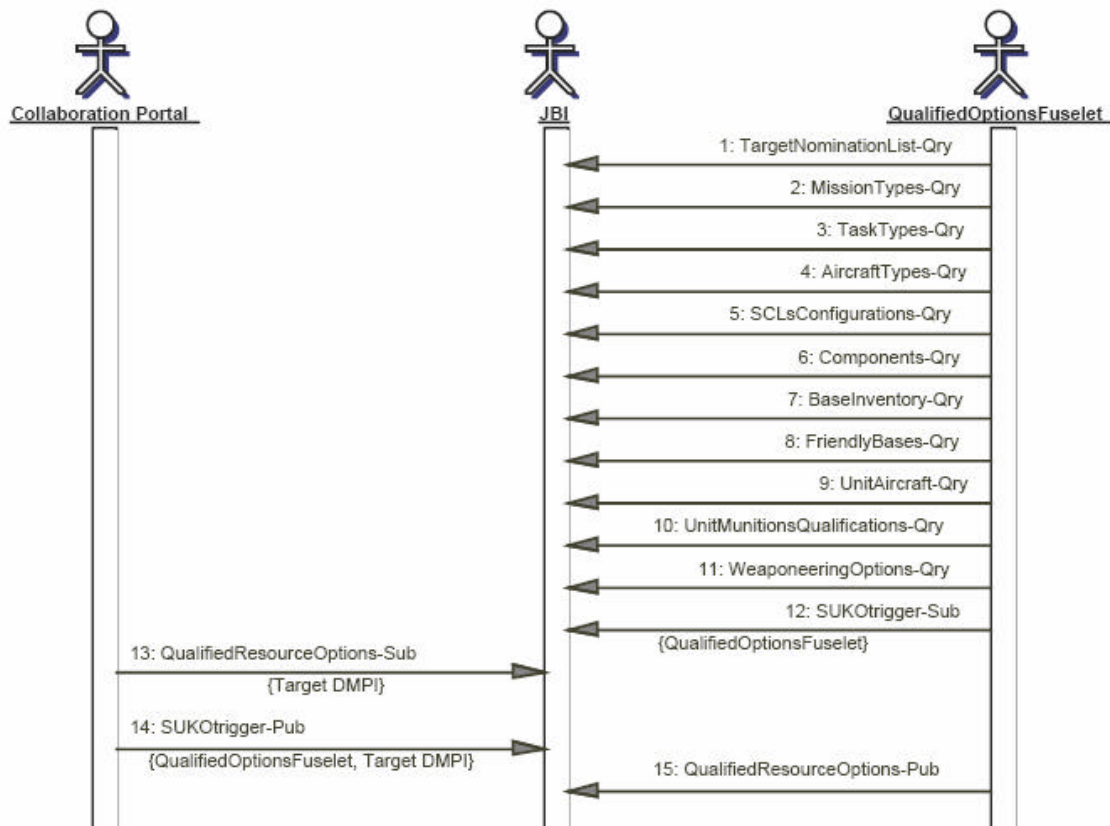 Collaboration Portal
JBI
QualifiedOptionsFuselet
1: TargetNominationList-Qry
2: MissionTypes-Qry
3: TaskTypes-Qry
4: AircraftTypes-Qry
5: SCLsConfigurations-Qry
6: Components-Qry
7: BaseInventory-Qry
8: FriendlyBases-Qry
9: UnitAircraft-Qry
10: UnitMunitionsQualifications-Qry
11: WeaponeeringOptions-Qry
12: SUKOtrigger-Sub
{QualifiedOptionsFuselet}
13: QualifiedResourceOptions-Sub
{Target DMPI}
14: SUKOtrigger-Pub
{QualifiedOptionsFuselet, Target DMPI}
15: QualifiedResourceOptions-Pub